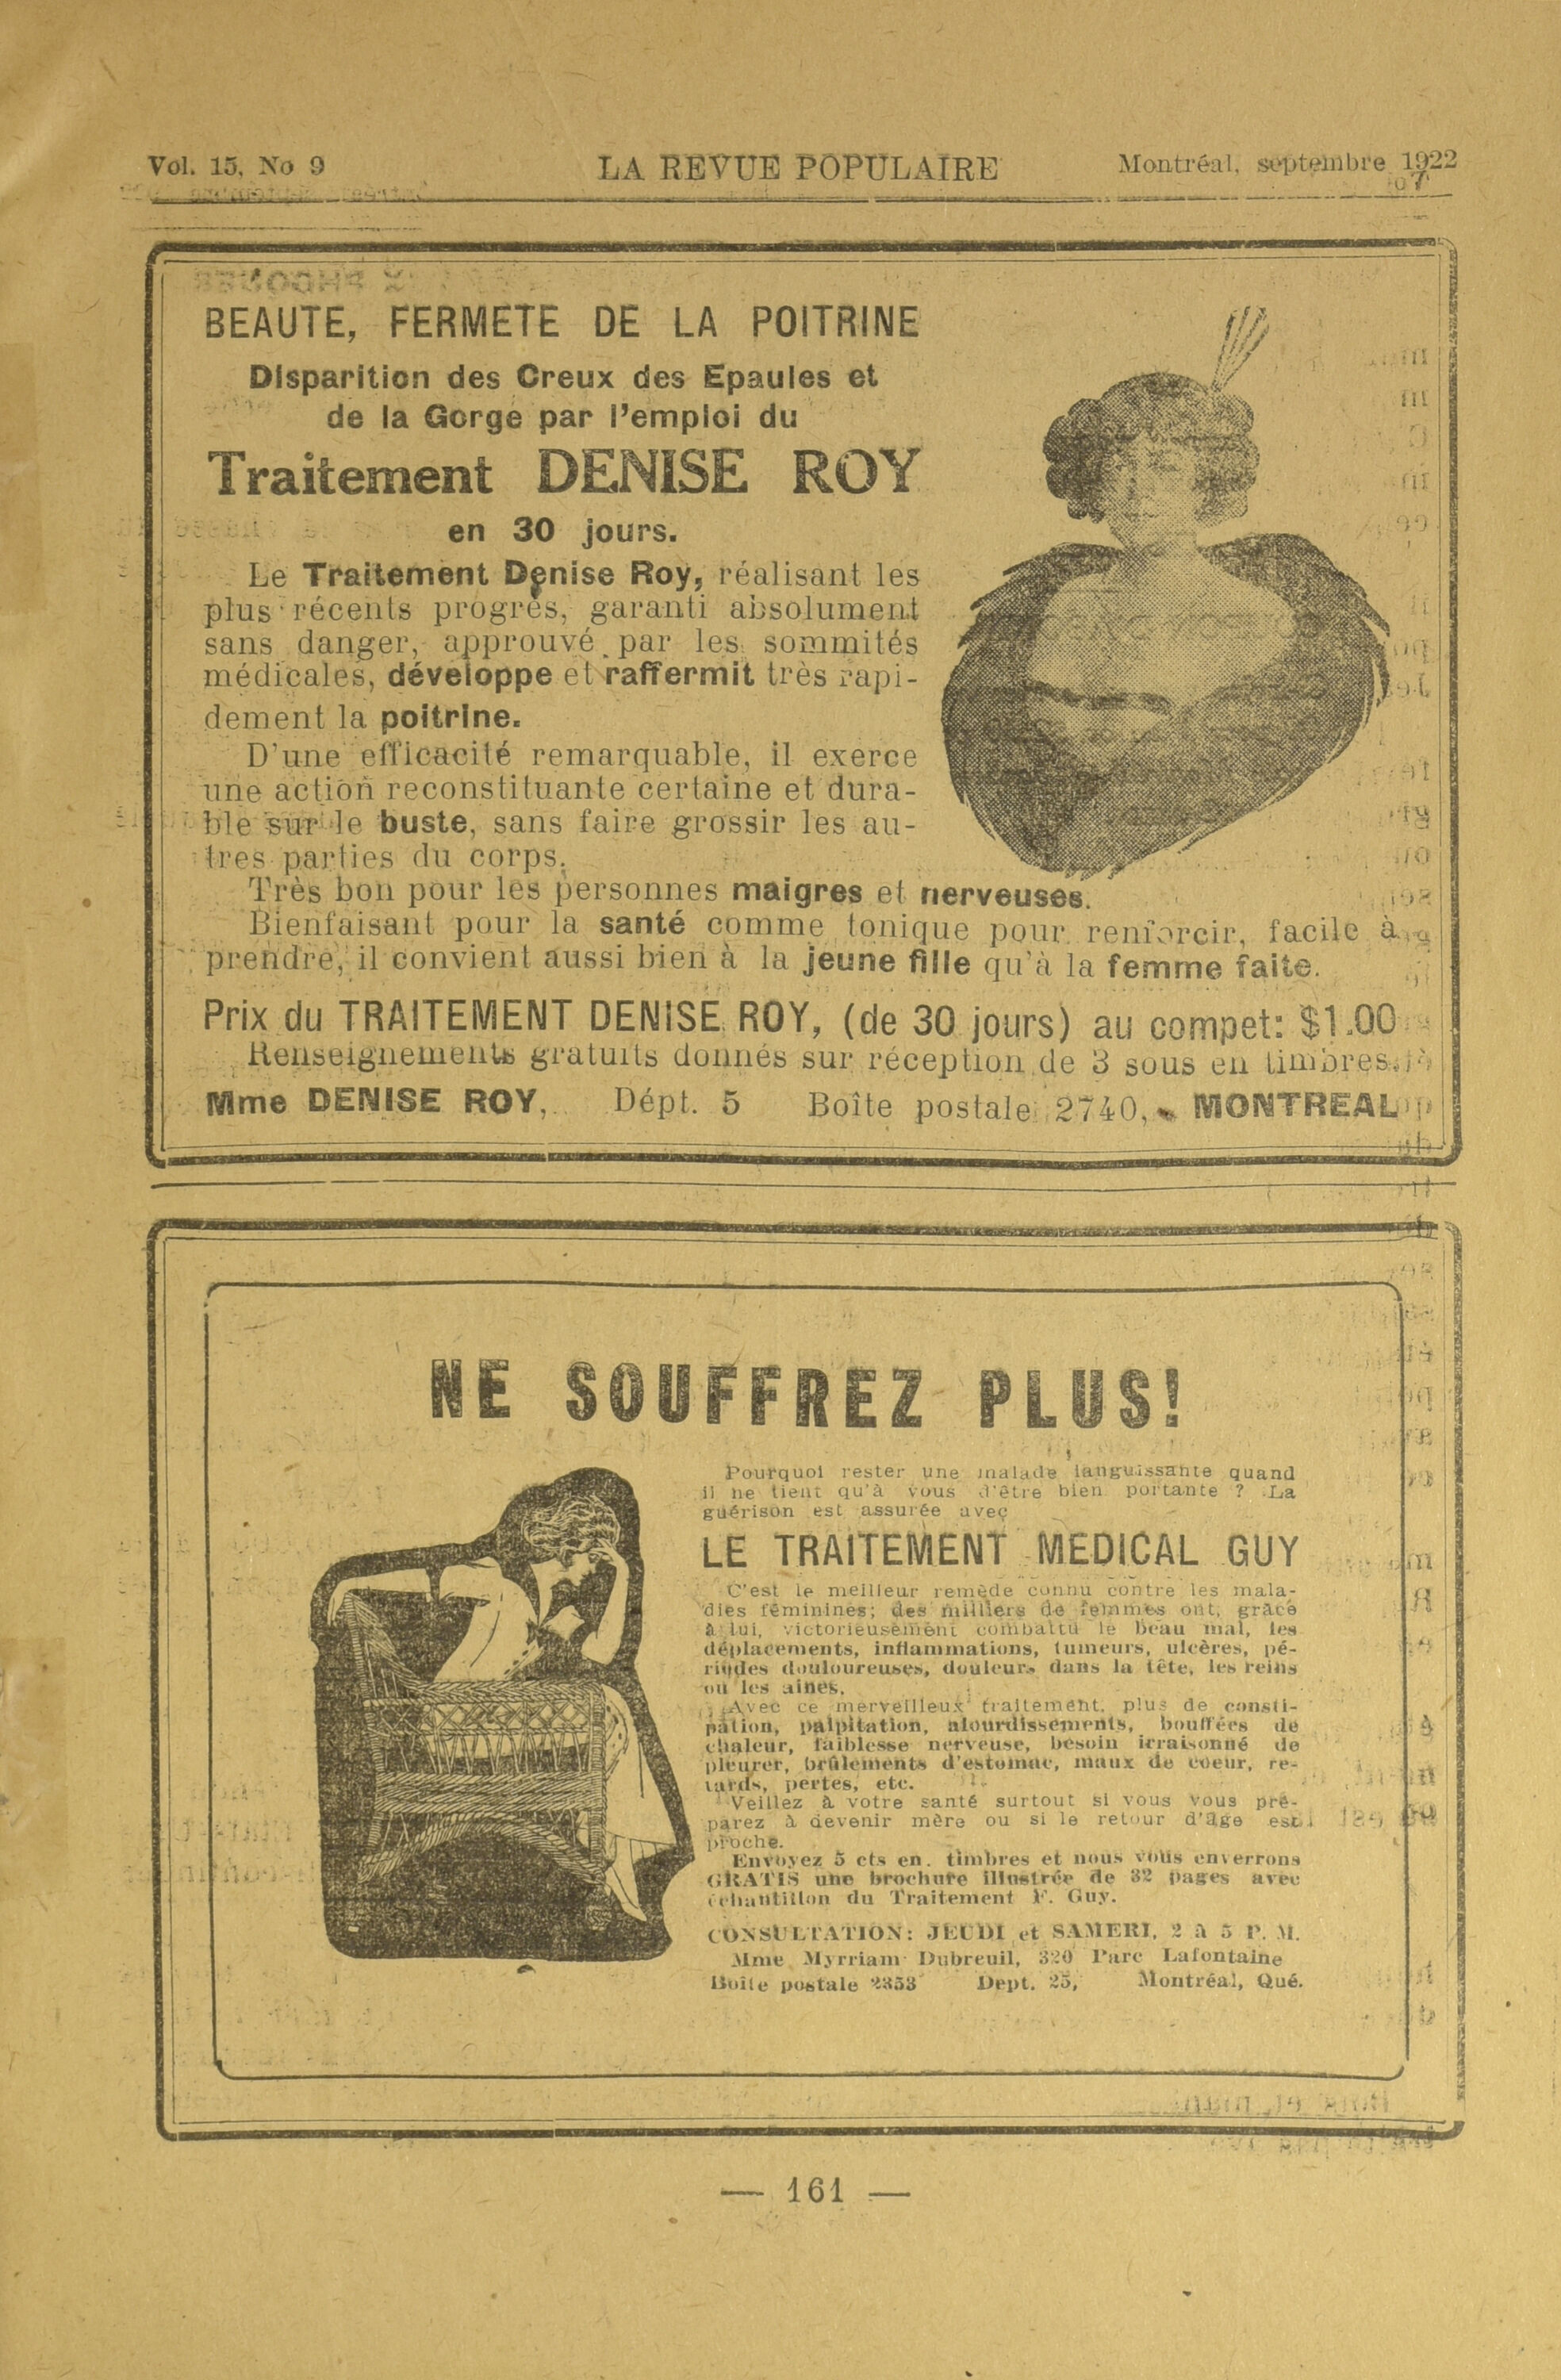 Vol. 15, No 9
LA REVUE POPULAIRE
Montréal, septembre 1922
BEAUTE, FERMETE DE LA POITRINE
Disparition des Creux des Epaules et
de la Gorge par l'emploi du
Traitement DENISE ROY
en 30 jours.
Le Traitement Denise Roy, réalisant les
plus récents progrès, garanti absolument
sans danger, approuvé par les sommités
médicales, développe et raffermit très rapi-
dement la poitrine.
D'une efficacité remarquable, il exerce
une action reconstituante certaine et dura-
ble sur le buste, sans faire grossir les au-
tres parties du corps.
Très bon pour les personnes maigres et nerveuses.
Bienfaisant pour la santé comme tonique pour renforcir, facile à
prendre, il convient aussi bien à la jeune fille qu'à la femme faite.
Prix du TRAITEMENT DENISE ROY, (de 30 jours) au compet: $1.00
Renseignements gratuits donnés sur réception de 3 sous en timbres.
Mme DENISE ROY, Dépt. 5 Boîte postale 2740, - MONTREAL
NE SOUFFREZ PLUS!
Pourquoi rester une malade languissante quand
il ne tient qu'à vous d'être bien portante ? La
guérison est assurée avec
LE TRAITEMENT MEDICAL GUY
C'est le meilleur remède connu contre les mala-
dies féminines; des milliers de femmes ont, grâce
à lui, victorieusement combattu le beau mal, les
déplacements, inflammations, tumeurs, ulcères, pé-
riodes douloureuses, douleurs dans la tête, les reins
ou les aines.
Avec ce merveilleux traitement, plus de consti-
pation, palpitation, alourdissements, bouffées de
chaleur, faiblesse nerveuse, besoin irraisonné de
pleurer, brûlements d'estomac, maux de coeur, re-
tards, pertes, etc.
Veillez à votre santé surtout si vous vous pré-
parez à devenir mère ou si le retour d'âge est
proche.
Envoyez 5 cts en timbres et nous vous enverrons
GRATIS une brochure illustrée de 32 pages avec
échantillon du Traitement F. Guy.
CONSULTATION: JEUDI et SAMERI, 2 à 5 P. M.
Mme Myrriam Dubreuil, 320 Parc Lafontaine
Boîte postale 2353 Dept. 25, Montréal, Qué.
— 161 —